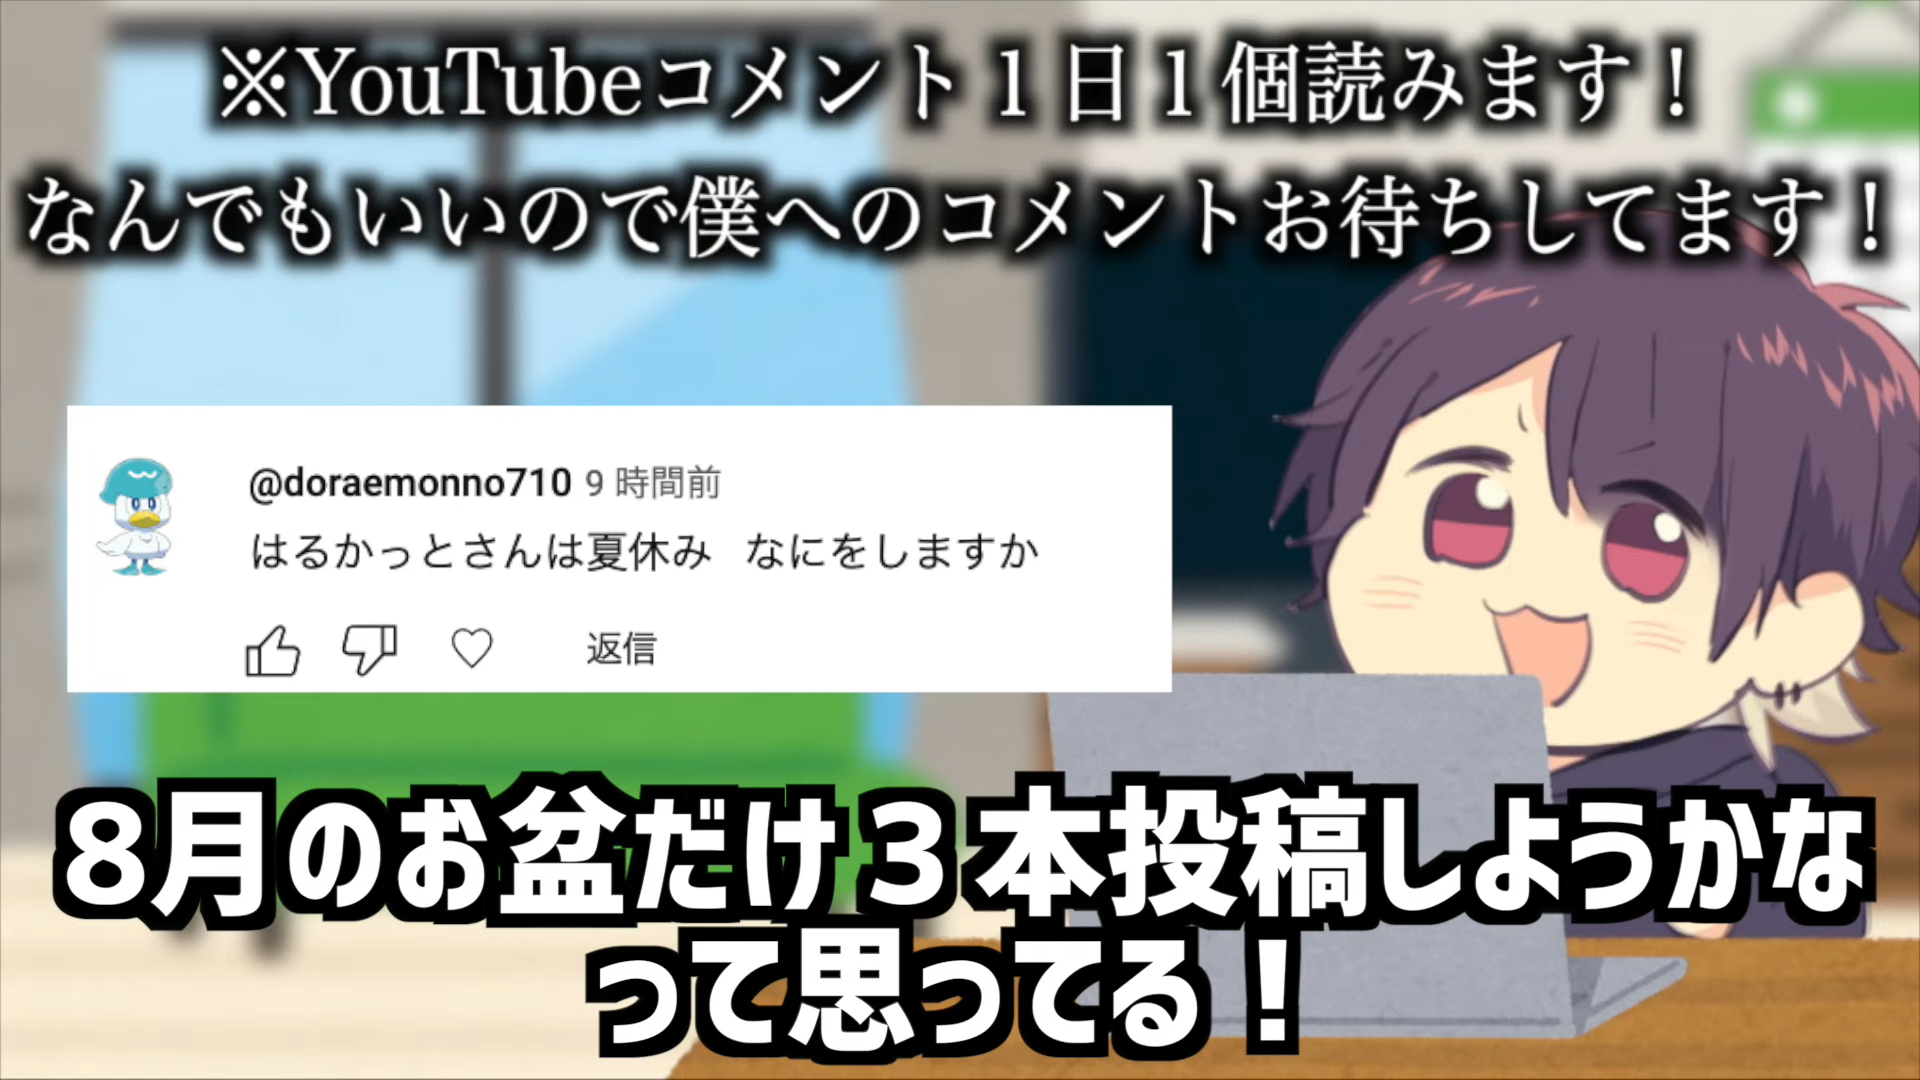 ※YouTubeコメント１日１個読みます！
なんでもいいので僕へのコメントお待ちしてます！
@doraemonno710 9 時間前
はるかっとさんは夏休み　なにをしますか
返信
８月のお盆だけ３本投稿しようかな
って思ってる！